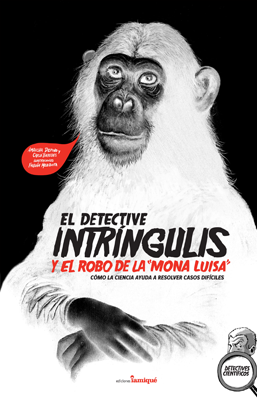 EL DETECTIVE
INTRÍNGULIS
Y EL ROBO DE LA "MONA LUISA"
CÓMO LA CIENCIA AYUDA A RESOLVER CASOS DIFÍCILES
ediciones iamiqué
DETECTIVES
CIENTÍFICOS